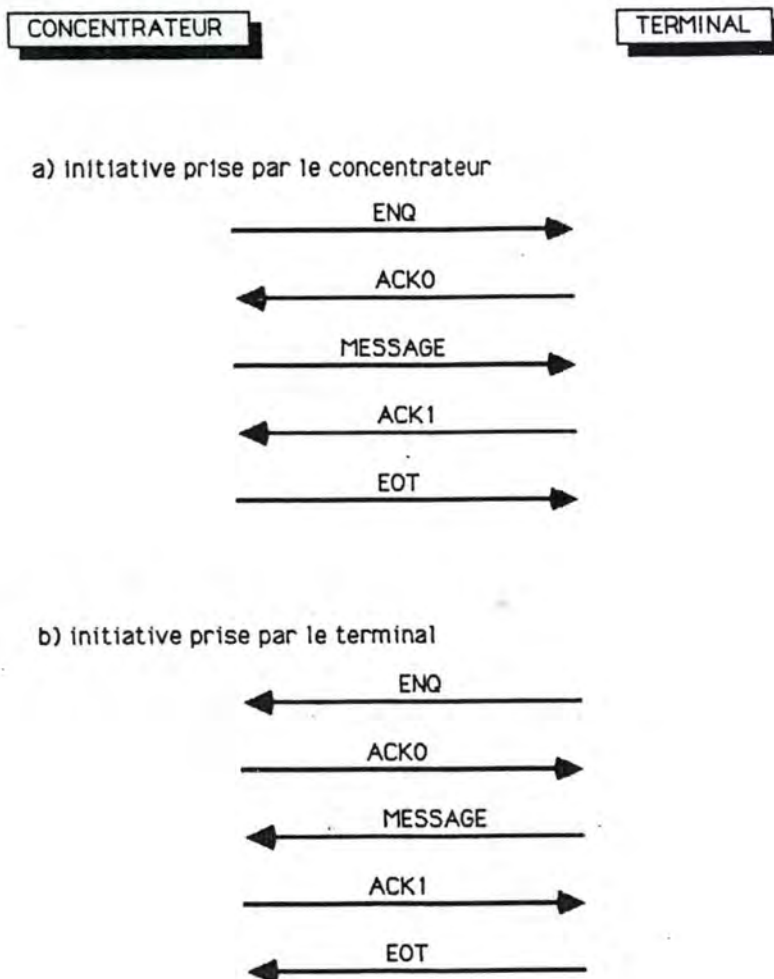 CONCENTRATEUR
TERMINAL
a) initiative prise par le concentrateur
ENQ
ACK0
MESSAGE
ACK1
EOT
b) initiative prise par le terminal
ENQ
ACK0
MESSAGE
ACK1
EOT